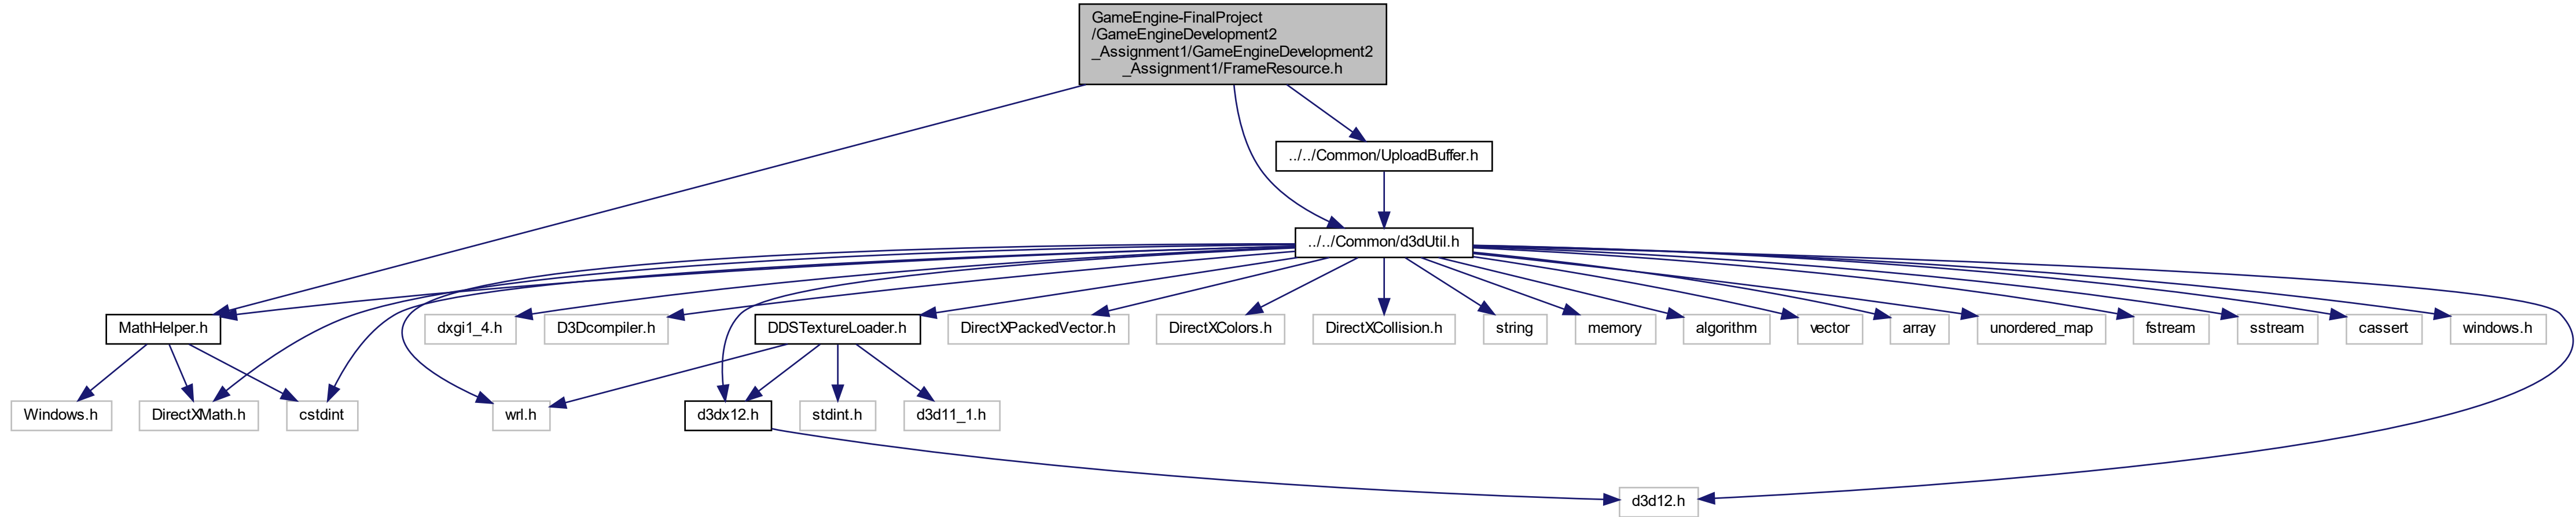 GameEngine-FinalProject
/GameEngineDevelopment2
_Assignment1/GameEngineDevelopment2
_Assignment1/FrameResource.h
../../Common/UploadBuffer.h
../../Common/d3dUtil.h
MathHelper.h
dxgi1_4.h
D3Dcompiler.h
DDSTextureLoader.h
DirectXPackedVector.h
DirectXColors.h
DirectXCollision.h
string
memory
algorithm
vector
array
unordered_map
fstream
sstream
cassert
windows.h
Windows.h
DirectXMath.h
cstdint
wrl.h
d3dx12.h
stdint.h
d3d11_1.h
d3d12.h